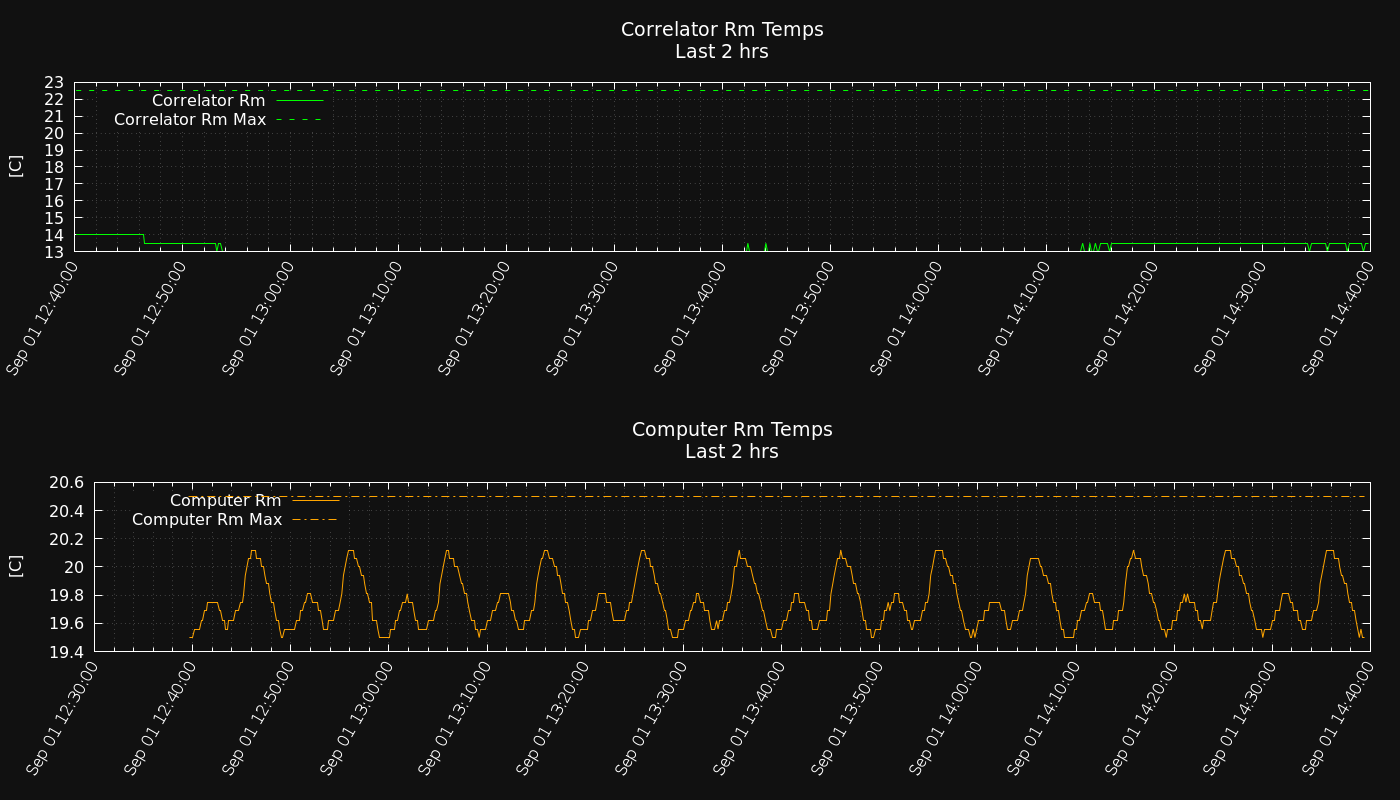 Correlator Rm Temps
Last 2 hrs
23
22
21
20
19
18
17
16
15
14
13
[C]
Correlator Rm
Correlator Rm Max
Sep 01 12:40:00
Sep 01 12:50:00
Sep 01 13:00:00
Sep 01 13:10:00
Sep 01 13:20:00
Sep 01 13:30:00
Sep 01 13:40:00
Sep 01 13:50:00
Sep 01 14:00:00
Sep 01 14:10:00
Sep 01 14:20:00
Sep 01 14:30:00
Sep 01 14:40:00
Computer Rm Temps
Last 2 hrs
20.6
20.4
20.2
20
19.8
19.6
19.4
[C]
Computer Rm
Computer Rm Max
Sep 01 12:30:00
Sep 01 12:40:00
Sep 01 12:50:00
Sep 01 13:00:00
Sep 01 13:10:00
Sep 01 13:20:00
Sep 01 13:30:00
Sep 01 13:40:00
Sep 01 13:50:00
Sep 01 14:00:00
Sep 01 14:10:00
Sep 01 14:20:00
Sep 01 14:30:00
Sep 01 14:40:00